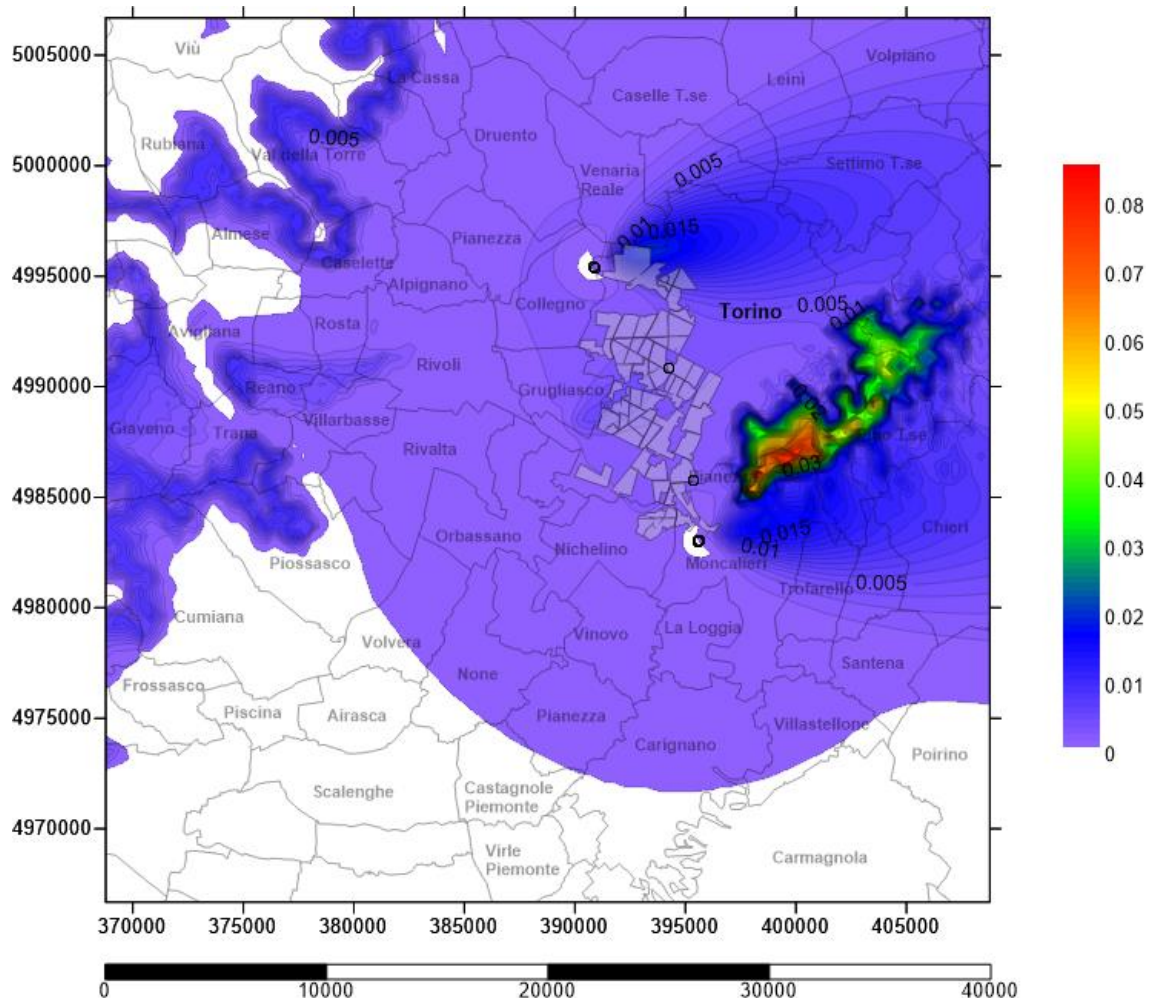 5005000
Viù
La Cassa
Volpiano
Leinì
0.08
Caselle T.se
0.005
Druento
5000000
Rubiana
Val della Torre
Settimo T.se
Venaria
Reale
0.005
0.07
Almese
0.01
0.015
Pianezza
Caselette
4995000
Alpignano
0.06
Collegno
Torino
0.005
0.01
Avigliana
Rosta
0.05
Rivoli
4990000
Reano
Grugliasco
0.02
Giaveno
Trana
Villarbasse
0.04
Rivalta
0.03
4985000
0.03
Chieri
Orbassano
0.015
0.01
Nichelino
Moncalieri
0.02
Piossasco
Trofarello
0.005
4980000
Cumiana
Volvera
Vinovo
La Loggia
0.01
None
Santena
Frossasco
4975000
Piscina
Airasca
Pianezza
Villastellone
0
Carignano
Poirino
Scalenghe
Castagnole
Piemonte
4970000
Virle
Piemonte
Carmagnola
370000
375000
380000
385000
390000
395000
400000
405000
0
10000
20000
30000
40000